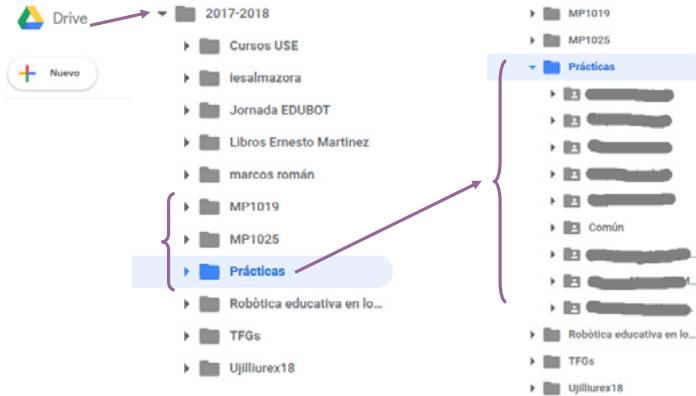 Drive
Nuevo
2017-2018
Cursos USE
iesalmazora
Jornada EDUBOT
Libros Ernesto Martinez
marcos román
MP1019
MP1025
Prácticas
Robòtica educativa en lo...
TFGs
Ujilliurex18
MP1019
MP1025
Prácticas
Común
Robòtica educativa en lo...
TFGs
Ujilliurex18